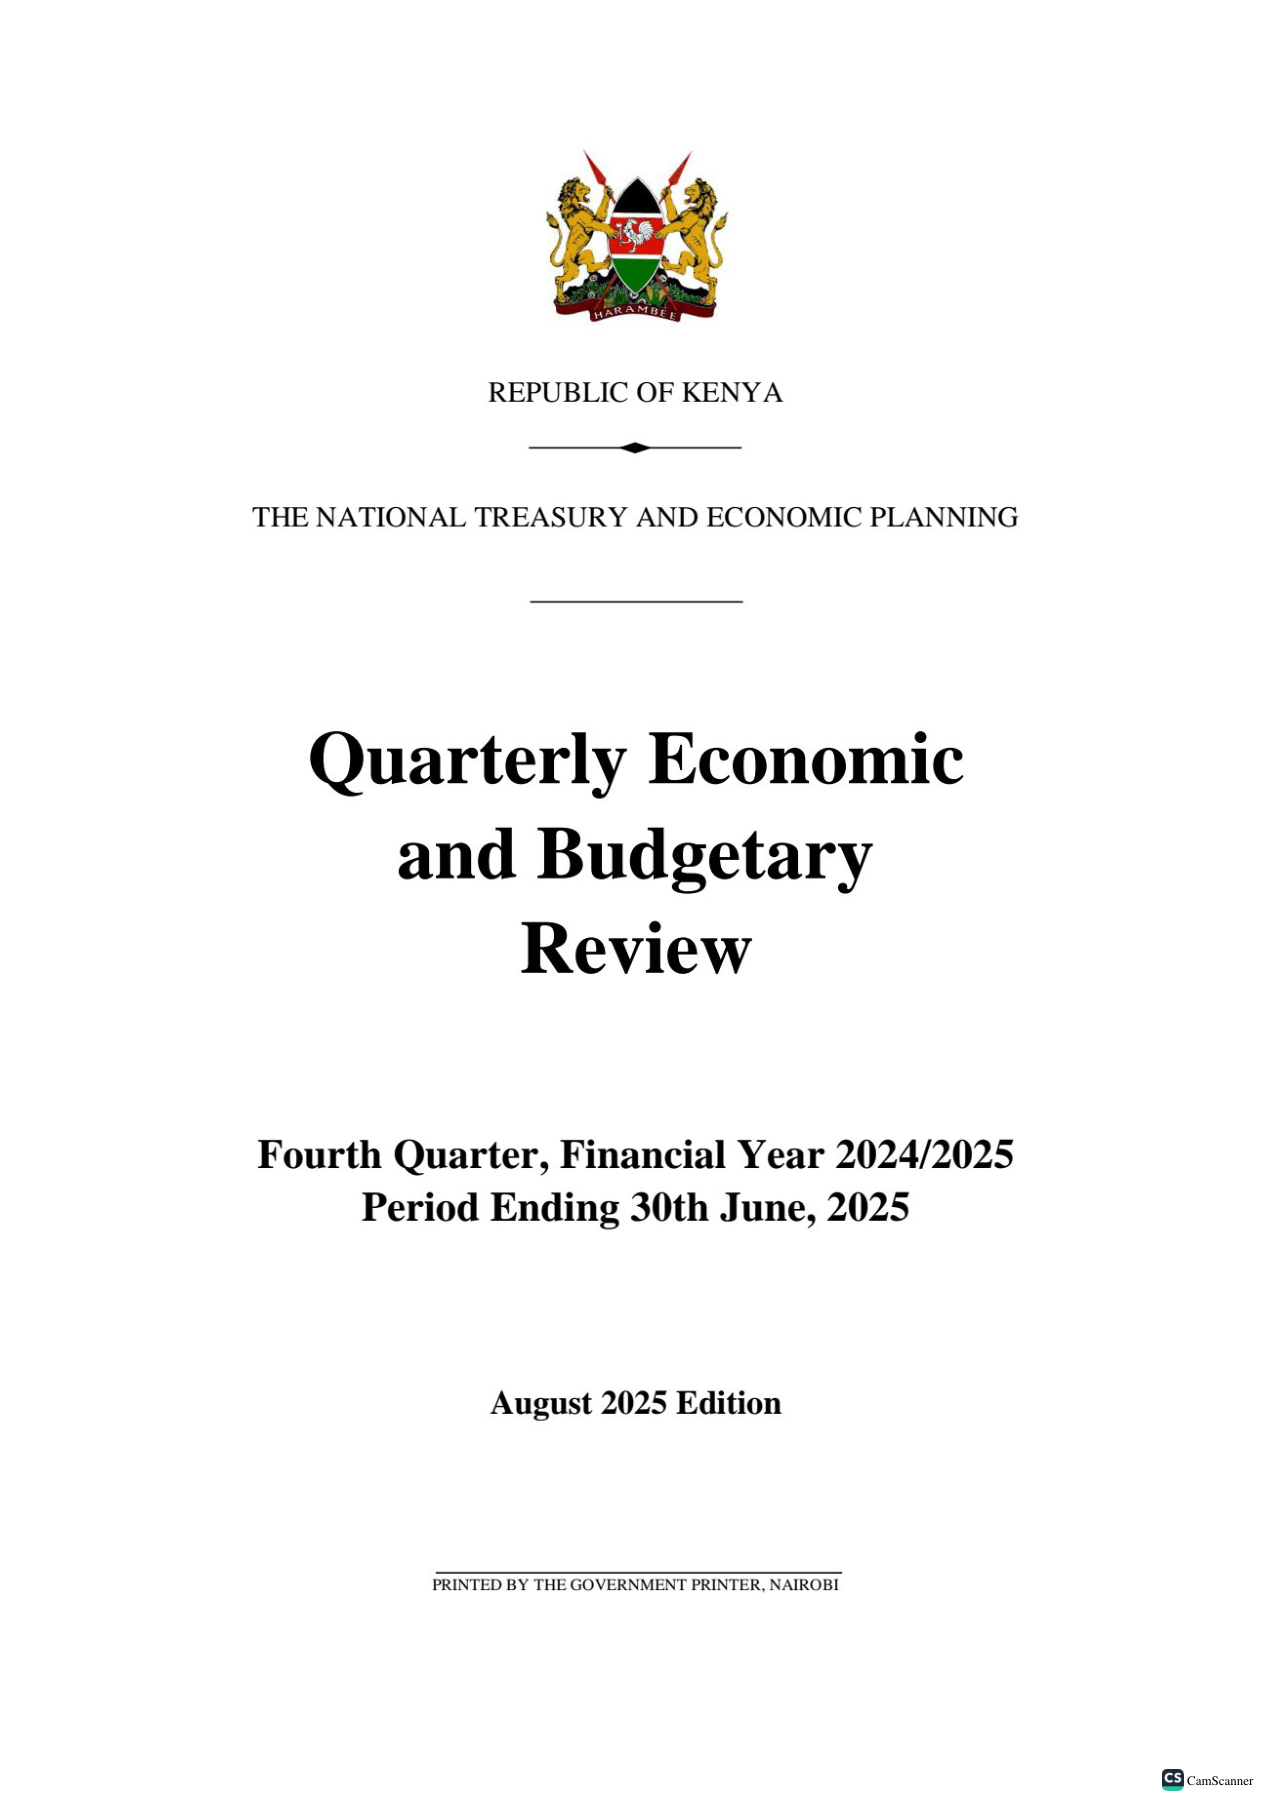 HARAMBEE
REPUBLIC OF KENYA
THE NATIONAL TREASURY AND ECONOMIC PLANNING
Quarterly Economic
and Budgetary
Review
Fourth Quarter, Financial Year 2024/2025
Period Ending 30th June, 2025
August 2025 Edition
PRINTED BY THE GOVERNMENT PRINTER, NAIROBI
CS CamScanner